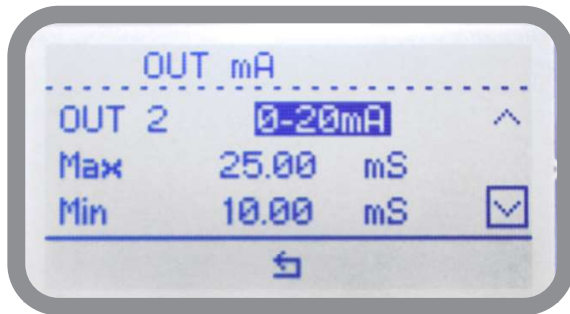 OUT mA
OUT 2 0-20mA
Max 25.00 mS
Min 10.00 mS